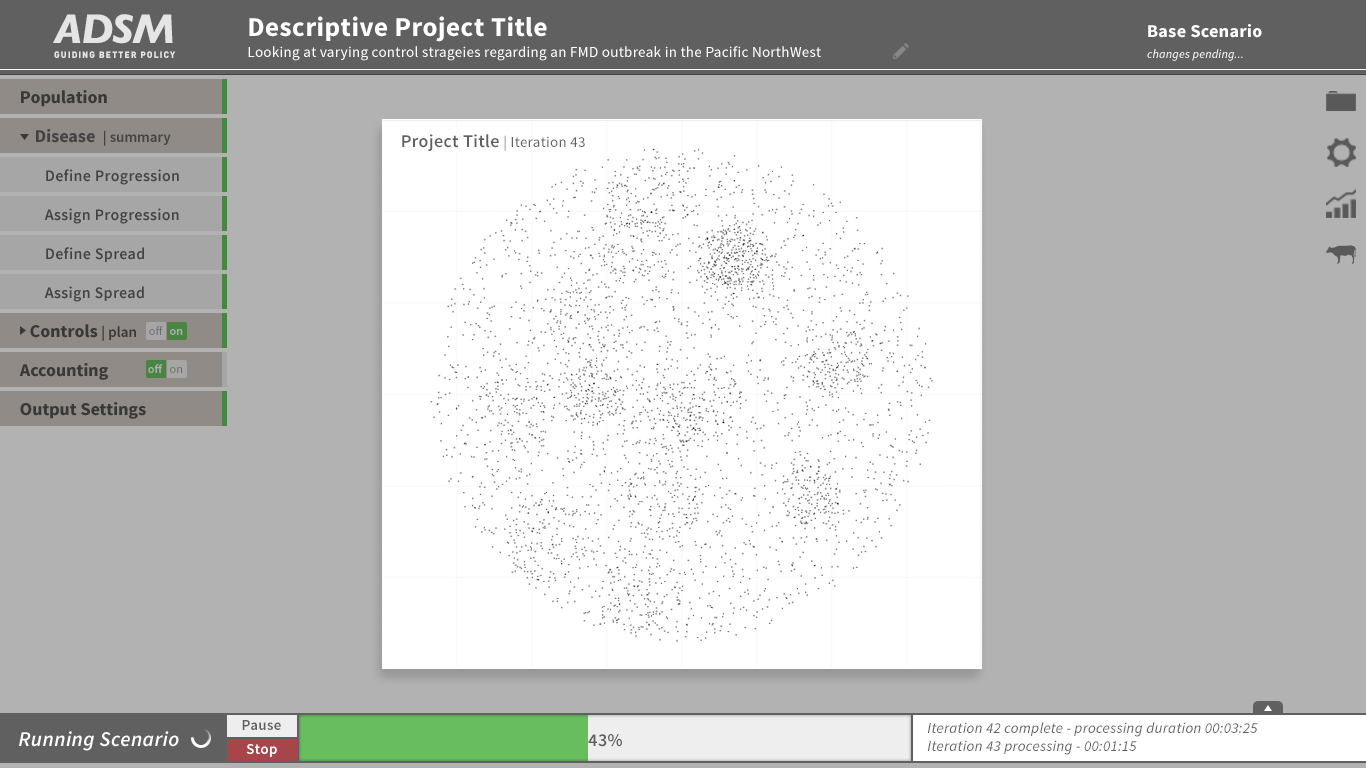 ADSM
GUIDING BETTER POLICY
Descriptive Project Title
Looking at varying control strageies regarding an FMD outbreak in the Pacific NorthWest
Base Scenario
changes pending...
Population
Disease | summary
Define Progression
Assign Progression
Define Spread
Assign Spread
Controls | plan off on
Accounting off on
Output Settings
Project Title | Iteration 43
Running Scenario
Pause
Stop
43%
Iteration 42 complete - processing duration 00:03:25
Iteration 43 processing - 00:01:15